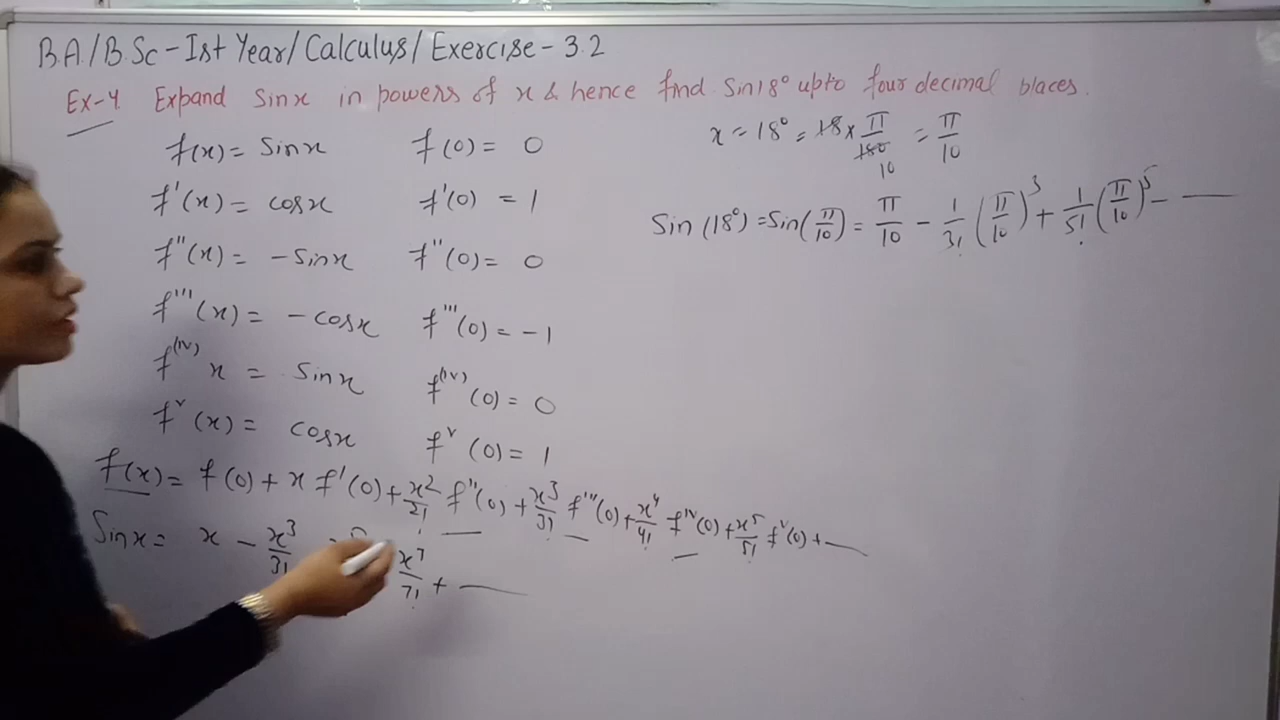 B.A./B.Sc-Ist Year/Calculus/Exercise-3.2
Ex-4 Expand Sinx in powers of x & hence find Sin18° upto four decimal places.
f(x) = Sinx f(0) = 0
f'(x) = cosx f'(0) = 1
f''(x) = -Sinx f''(0) = 0
f'''(x) = -cosx f'''(0) = -1
f^(iv) x = Sinx f^(iv)(0) = 0
f^v(x) = cosx f^v(0) = 1
f(x) = f(0) + x f'(0) + x²/2! f''(0) + x³/3! f'''(0) + x⁴/4! f^iv(0) + x⁵/5! f^v(0) + —
Sinx = x - x³/3! x⁷/7! + —
x = 18° = 18 × π/180 10 = π/10
Sin(18°) = Sin(π/10) = π/10 - 1/3! (π/10)³ + 1/5! (π/10)⁵ - —